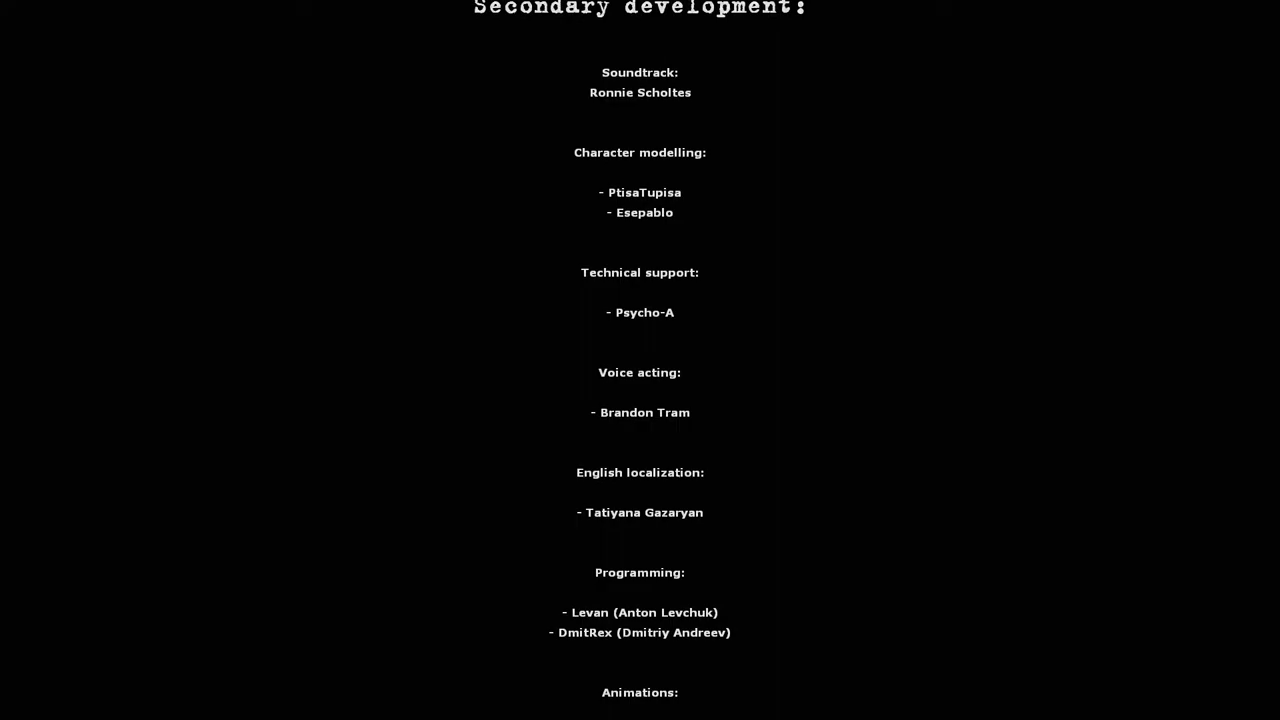 Secondary development:
Soundtrack:
Ronnie Scholtes
Character modelling:
- PtisaTupisa
- Esepablo
Technical support:
- Psycho-A
Voice acting:
- Brandon Tram
English localization:
- Tatiyana Gazaryan
Programming:
- Levan (Anton Levchuk)
- DmitRex (Dmitriy Andreev)
Animations: